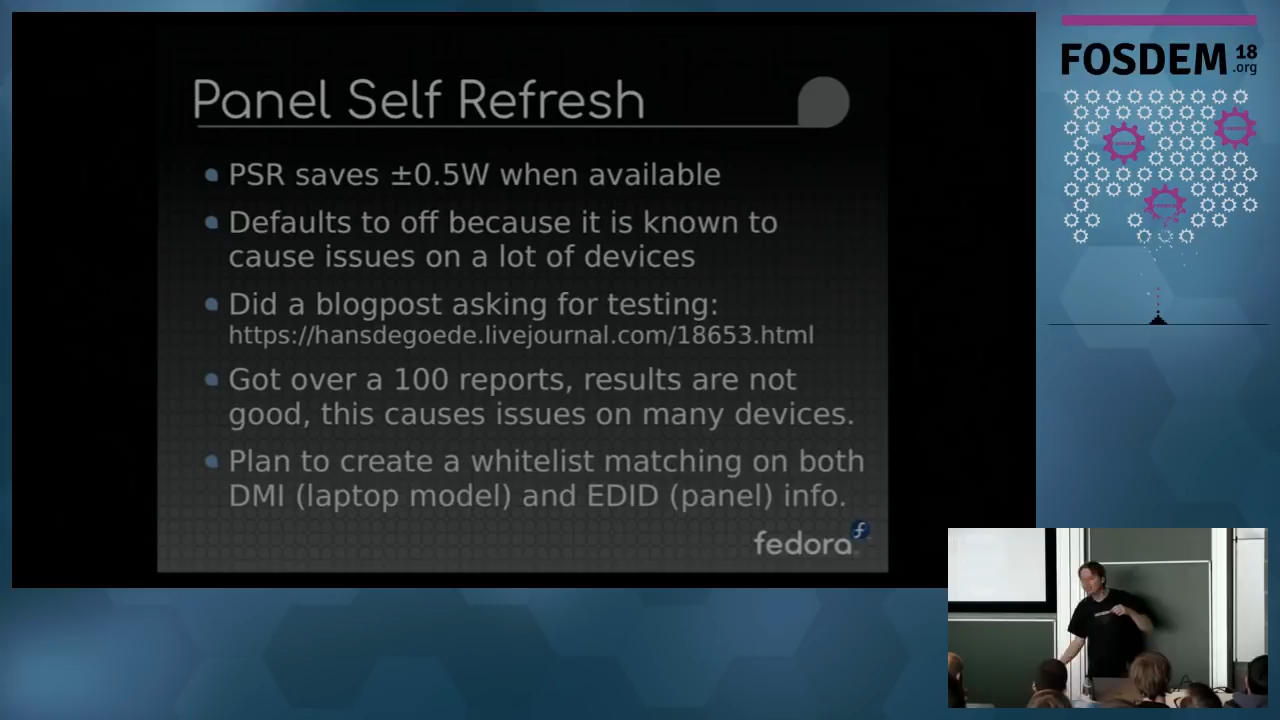 Panel Self Refresh
PSR saves ±0.5W when available
Defaults to off because it is known to
cause issues on a lot of devices
Did a blogpost asking for testing:
https://hansdegoede.livejournal.com/18653.html
Got over a 100 reports, results are not
good, this causes issues on many devices.
Plan to create a whitelist matching on both
DMI (laptop model) and EDID (panel) info.
fedora
FOSDEM 18
.org